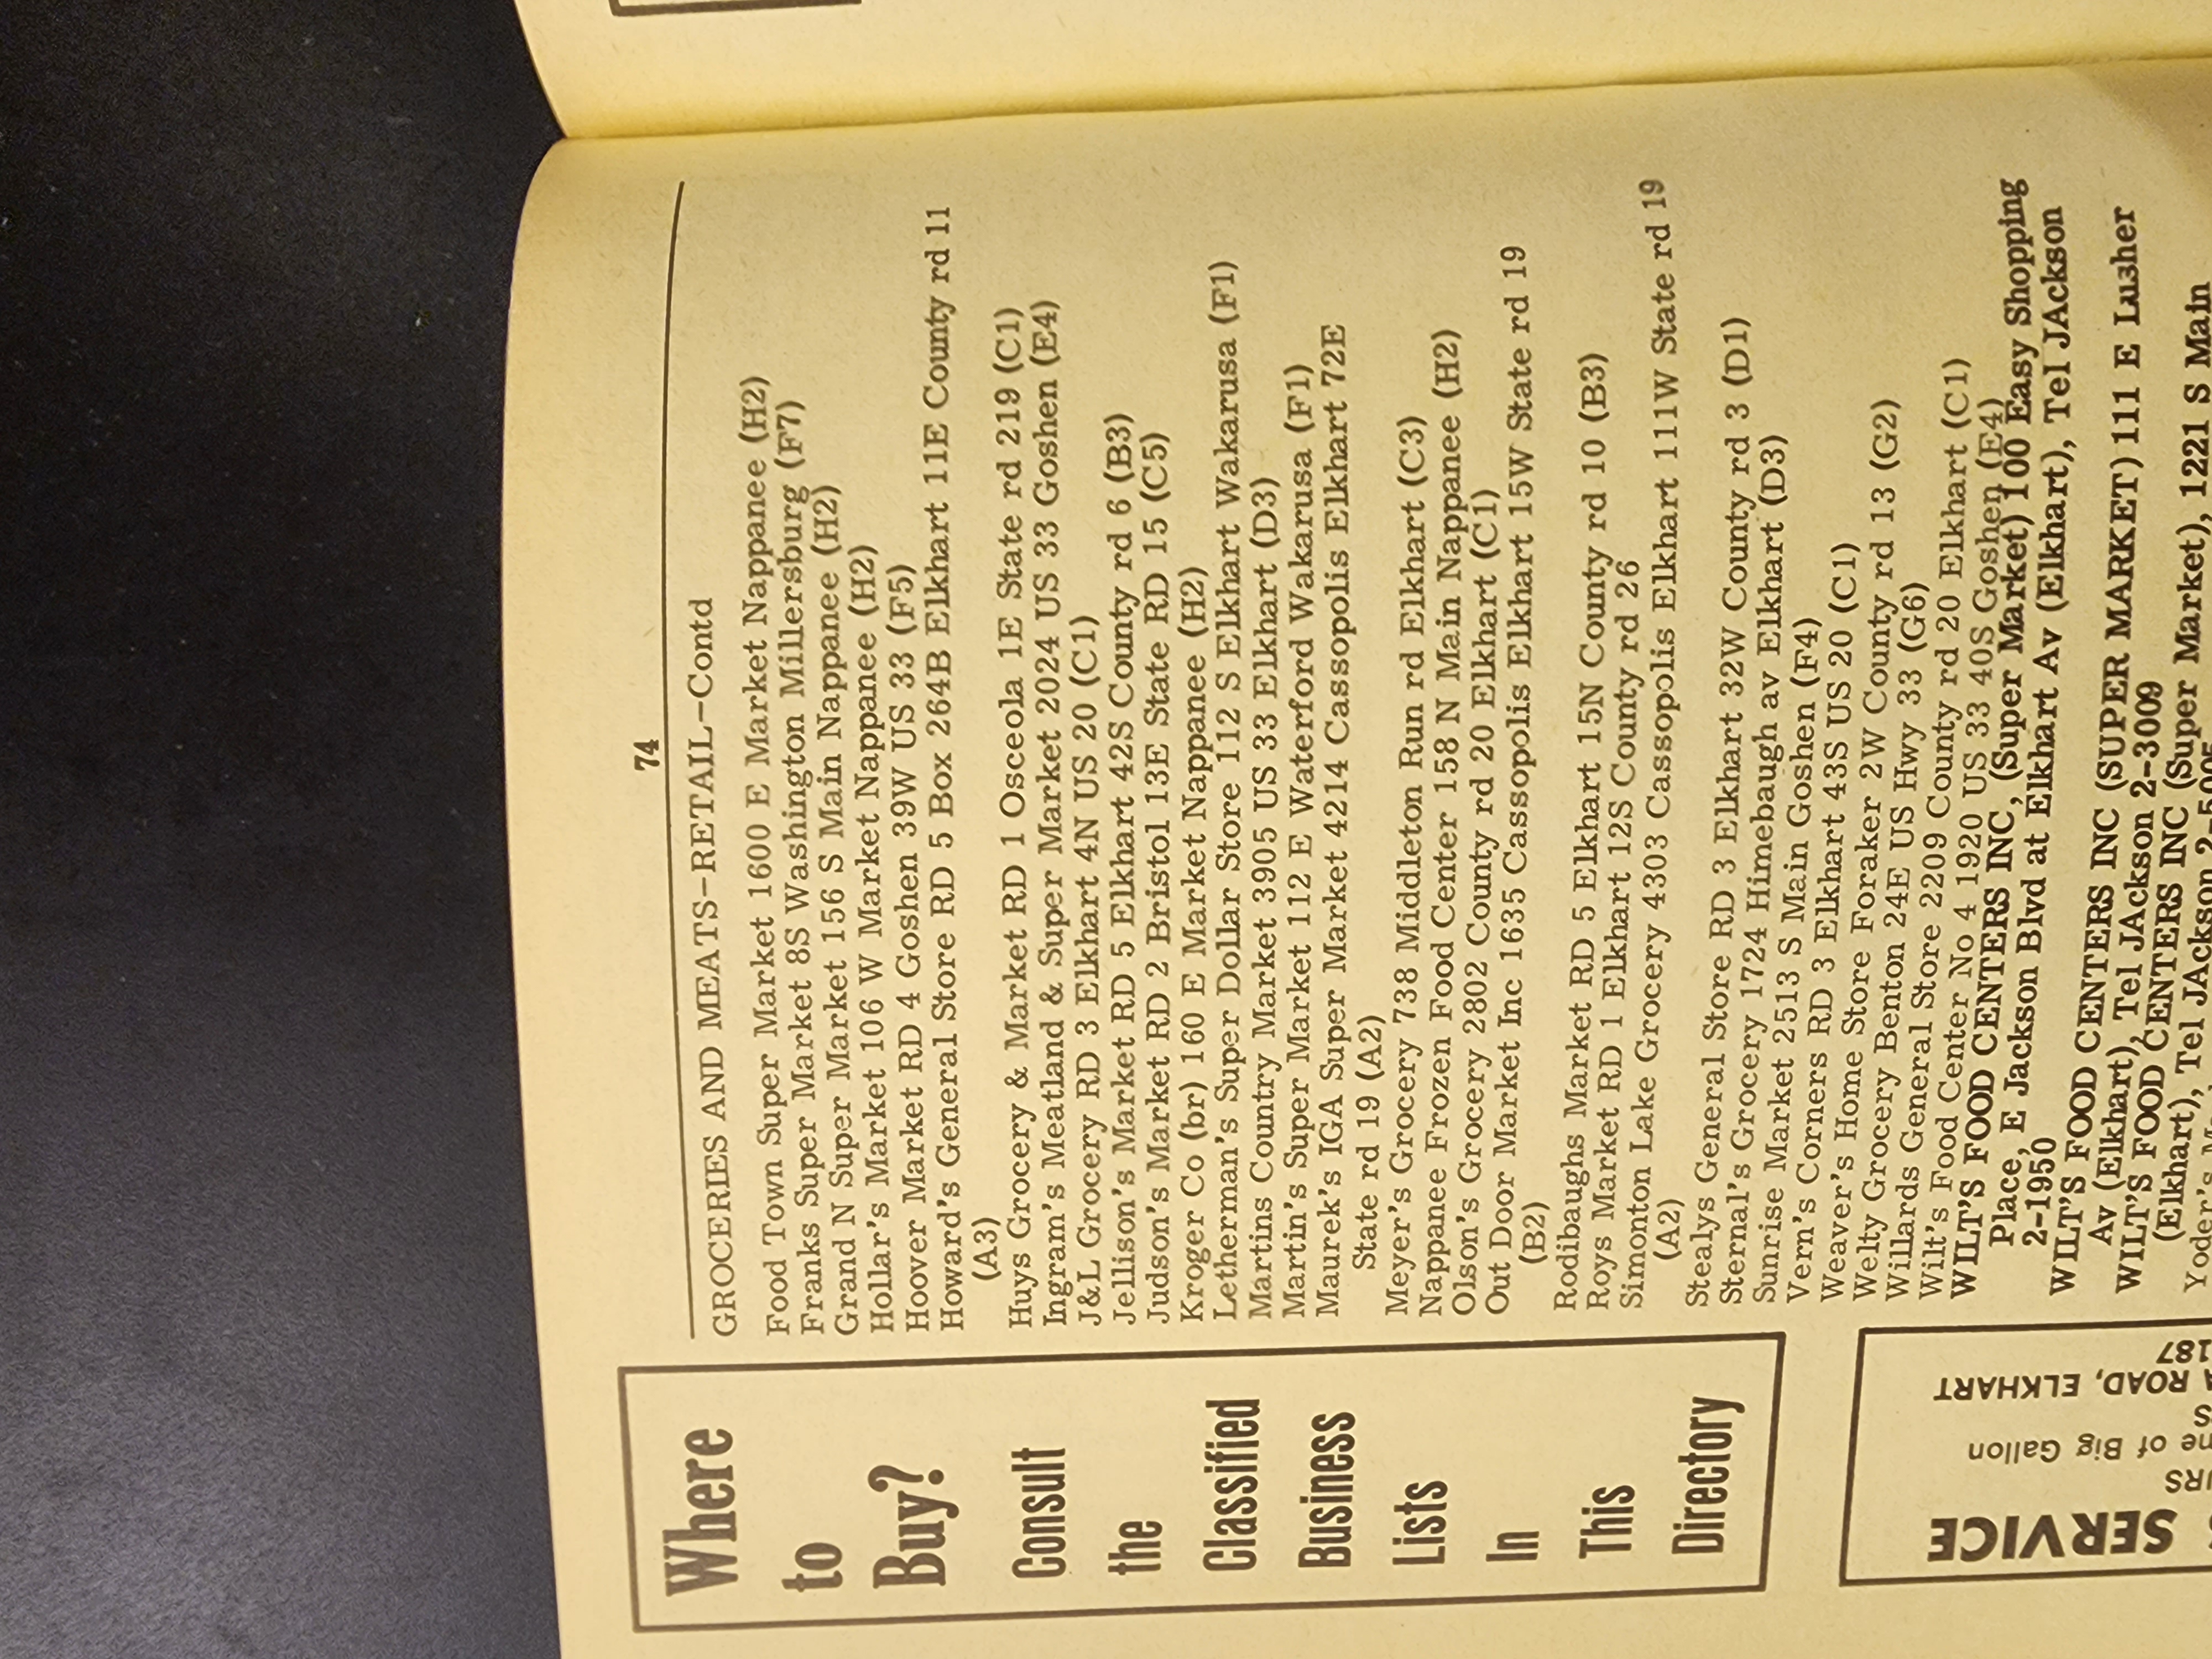 74
GROCERIES AND MEATS-RETAIL-Contd
Food Town Super Market 1600 E Market Nappanee (H2)
Franks Super Market 8S Washington Millersburg (F7)
Grand N Super Market 156 S Main Nappanee (H2)
Hollar's Market 106 W Market Nappanee (H2)
Hoover Market RD 4 Goshen 39W US 33 (F5)
Howard's General Store RD 5 Box 264B Elkhart 11E County rd 11
(A3)
Huys Grocery & Market RD 1 Osceola 1E State rd 219 (C1)
Ingram's Meatland & Super Market 2024 US 33 Goshen (E4)
J&L Grocery RD 3 Elkhart 4N US 20 (C1)
Jellison's Market RD 5 Elkhart 42S County rd 6 (B3)
Judson's Market RD 2 Bristol 13E State RD 15 (C5)
Kroger Co (br) 160 E Market Nappanee (H2)
Letherman's Super Dollar Store 112 S Elkhart Wakarusa (F1)
Martins Country Market 3905 US 33 Elkhart (D3)
Martin's Super Market 112 E Waterford Wakarusa (F1)
Maurek's IGA Super Market 4214 Cassopolis Elkhart 72E
State rd 19 (A2)
Meyer's Grocery 738 Middleton Run rd Elkhart (C3)
Nappanee Frozen Food Center 158 N Main Nappanee (H2)
Olson's Grocery 2802 County rd 20 Elkhart (C1)
Out Door Market Inc 1635 Cassopolis Elkhart 15W State rd 19
(B2)
Rodibaughs Market RD 5 Elkhart 15N County rd 10 (B3)
Roys Market RD 1 Elkhart 12S County rd 26
Simonton Lake Grocery 4303 Cassopolis Elkhart 111W State rd 19
(A2)
Stealys General Store RD 3 Elkhart 32W County rd 3 (D1)
Sternal's Grocery 1724 Himebaugh av Elkhart (D3)
Sunrise Market 2513 S Main Goshen (F4)
Vern's Corners RD 3 Elkhart 43S US 20 (C1)
Weaver's Home Store Foraker 2W County rd 13 (G2)
Welty Grocery Benton 24E US Hwy 33 (G6)
Willards General Store 2209 County rd 20 Elkhart (C1)
Wilt's Food Center No 4 1920 US 33 40S Goshen (E4)
WILT'S FOOD CENTERS INC, (Super Market) 100 Easy Shopping
Place, E Jackson Blvd at Elkhart Av (Elkhart), Tel JAckson
2-1950
WILT'S FOOD CENTERS INC (SUPER MARKET) 111 E Lusher
Av (Elkhart), Tel JAckson 2-3009
WILT'S FOOD CENTERS INC (Super Market), 1221 S Main
(Elkhart), Tel JAckson
Yoder's
Where
to
Buy?
Consult
the
Classified
Business
Lists
In
This
Directory
SERVICE
of Big Gallon
ROAD, ELKHART
187